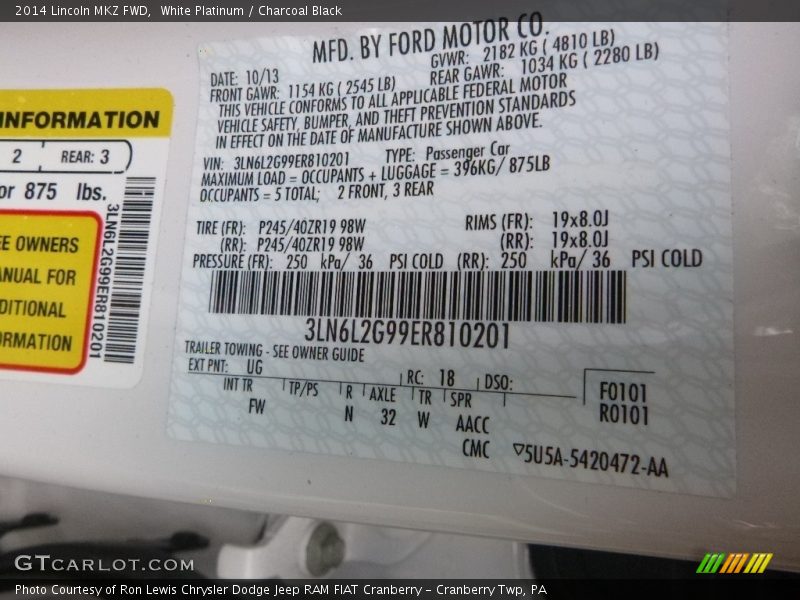 2014 Lincoln MKZ FWD,  White Platinum / Charcoal Black
MFD. BY FORD MOTOR CO.
DATE: 10/13 GVWR: 2182 KG ( 4810 LB)
FRONT GAWR: 1154 KG ( 2545 LB) REAR GAWR: 1034 KG ( 2280 LB)
THIS VEHICLE CONFORMS TO ALL APPLICABLE FEDERAL MOTOR
VEHICLE SAFETY, BUMPER, AND THEFT PREVENTION STANDARDS
IN EFFECT ON THE DATE OF MANUFACTURE SHOWN ABOVE.
VIN: 3LN6L2G99ER810201 TYPE: Passenger Car
MAXIMUM LOAD = OCCUPANTS + LUGGAGE = 396KG/ 875LB
OCCUPANTS = 5 TOTAL; 2 FRONT, 3 REAR
TIRE (FR): P245/40ZR19 98W RIMS (FR): 19x8.0J
(RR): P245/40ZR19 98W (RR): 19x8.0J
PRESSURE (FR): 250 kPa/ 36 PSI COLD (RR): 250 kPa/ 36 PSI COLD
3LN6L2G99ER810201
TRAILER TOWING - SEE OWNER GUIDE
EXT PNT: UG RC: 18 DSO:
INT TR TP/PS R AXLE TR SPR F0101
FW N 32 W AACC R0101
CMC ▽5U5A-5420472-AA
INFORMATION
2 REAR: 3
or 875 lbs.
EE OWNERS
ANUAL FOR
DITIONAL
ORMATION
3LN6L2G99ER810201
GTCARLOT.COM
Photo Courtesy of Ron Lewis Chrysler Dodge Jeep RAM FIAT Cranberry – Cranberry Twp, PA